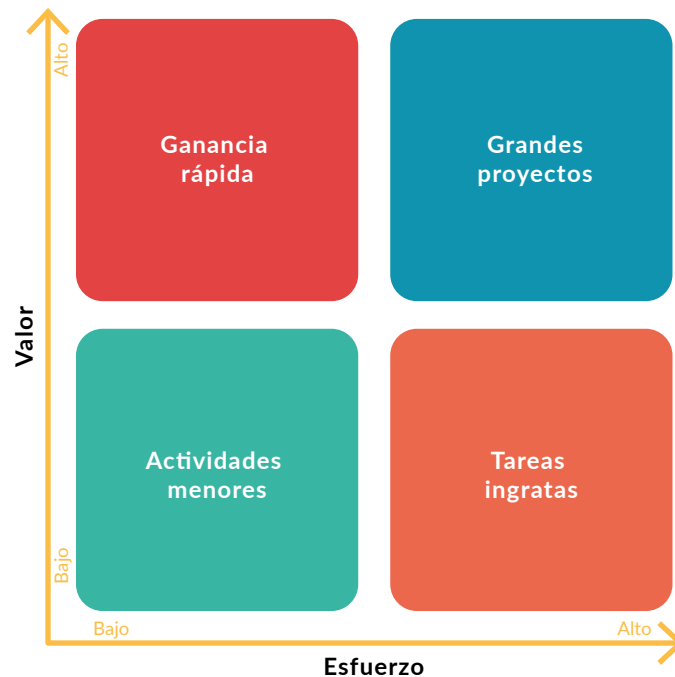 Alto
Ganancia
rápida
Grandes
proyectos
Valor
Actividades
menores
Tareas
ingratas
Bajo
Bajo
Alto
Esfuerzo